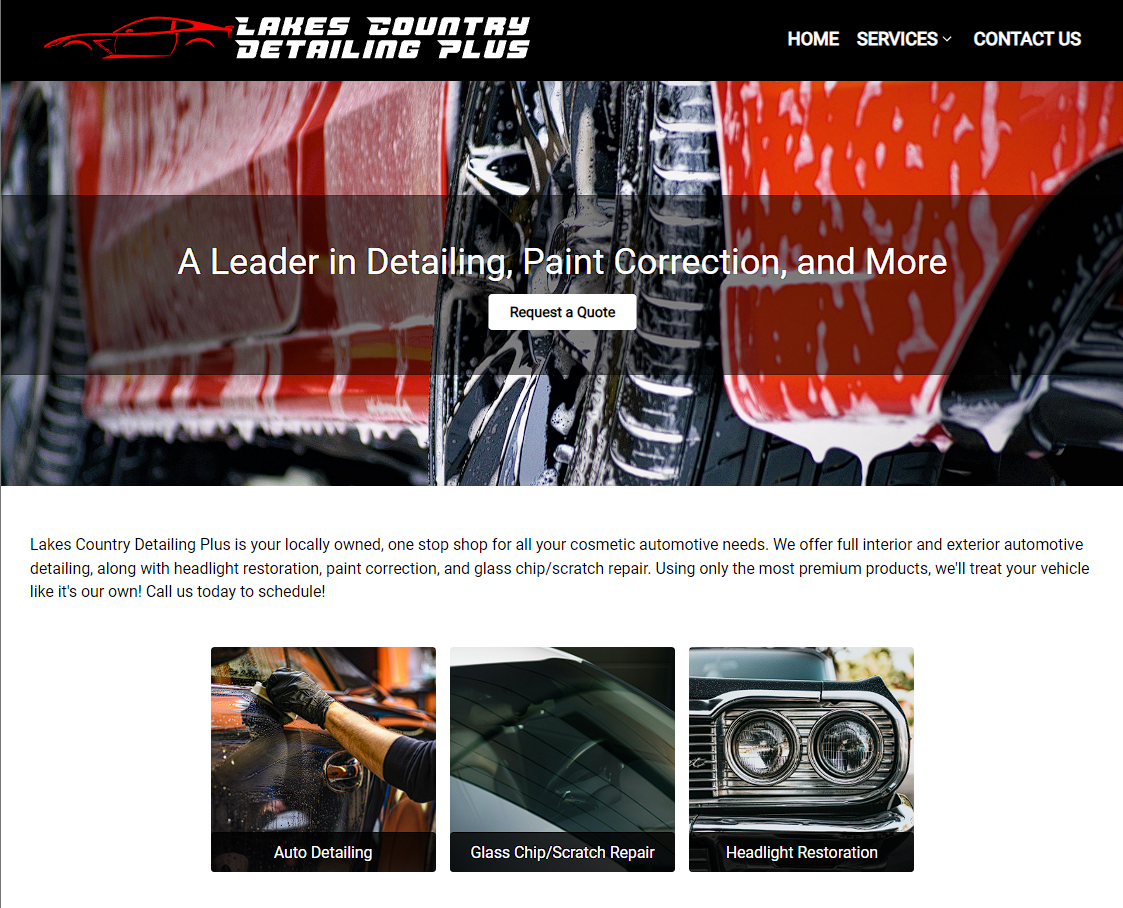 LAKES COUNTRY
DETAILING PLUS
HOME SERVICES CONTACT US
A Leader in Detailing, Paint Correction, and More
Request a Quote
Lakes Country Detailing Plus is your locally owned, one stop shop for all your cosmetic automotive needs. We offer full interior and exterior automotive
detailing, along with headlight restoration, paint correction, and glass chip/scratch repair. Using only the most premium products, we'll treat your vehicle
like it's our own! Call us today to schedule!
Auto Detailing
Glass Chip/Scratch Repair
Headlight Restoration